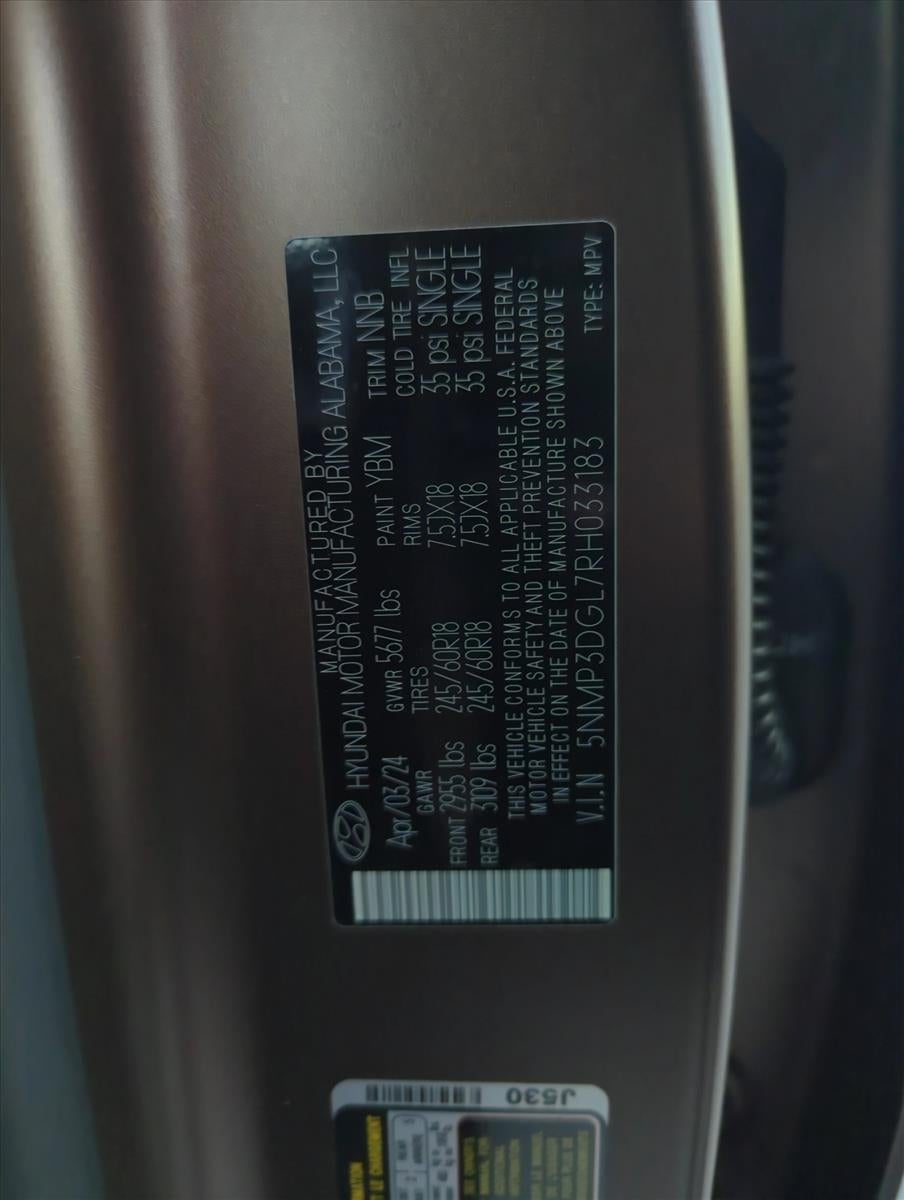 MANUFACTURED BY
HYUNDAI MOTOR MANUFACTURING ALABAMA, LLC
Apr/03/24 GVWR 5677 lbs PAINT YBM TRIM NNB
GAWR TIRES RIMS COLD TIRE INFL
FRONT 2955 lbs 245/60R18 7.5JX18 35 psi SINGLE
REAR 3109 lbs 245/60R18 7.5JX18 35 psi SINGLE
THIS VEHICLE CONFORMS TO ALL APPLICABLE U.S.A. FEDERAL
MOTOR VEHICLE SAFETY AND THEFT PREVENTION STANDARDS
IN EFFECT ON THE DATE OF MANUFACTURE SHOWN ABOVE
V.I.N 5NMP3DGL7RH033183 TYPE: MPV
J530
ET LE CHARGEMENT